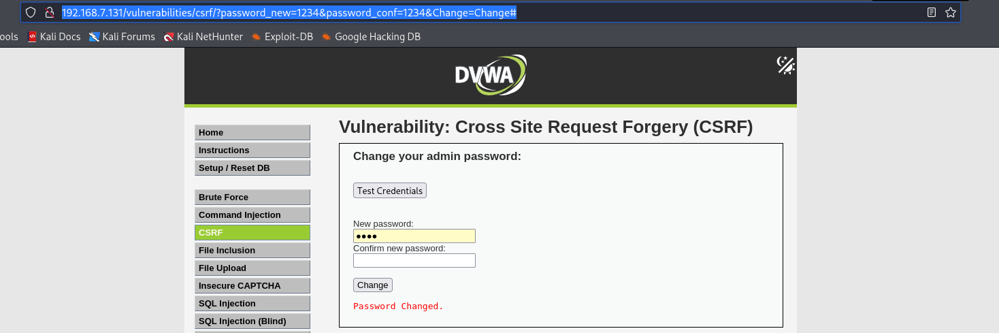 192.168.7.131/vulnerabilities/csrf/?password_new=1234&password_conf=1234&Change=Change#
ools Kali Docs Kali Forums Kali NetHunter Exploit-DB Google Hacking DB
DVWA
Home
Instructions
Setup / Reset DB
Brute Force
Command Injection
CSRF
File Inclusion
File Upload
Insecure CAPTCHA
SQL Injection
SQL Injection (Blind)
Vulnerability: Cross Site Request Forgery (CSRF)
Change your admin password:
Test Credentials
New password:
••••
Confirm new password:
Change
Password Changed.